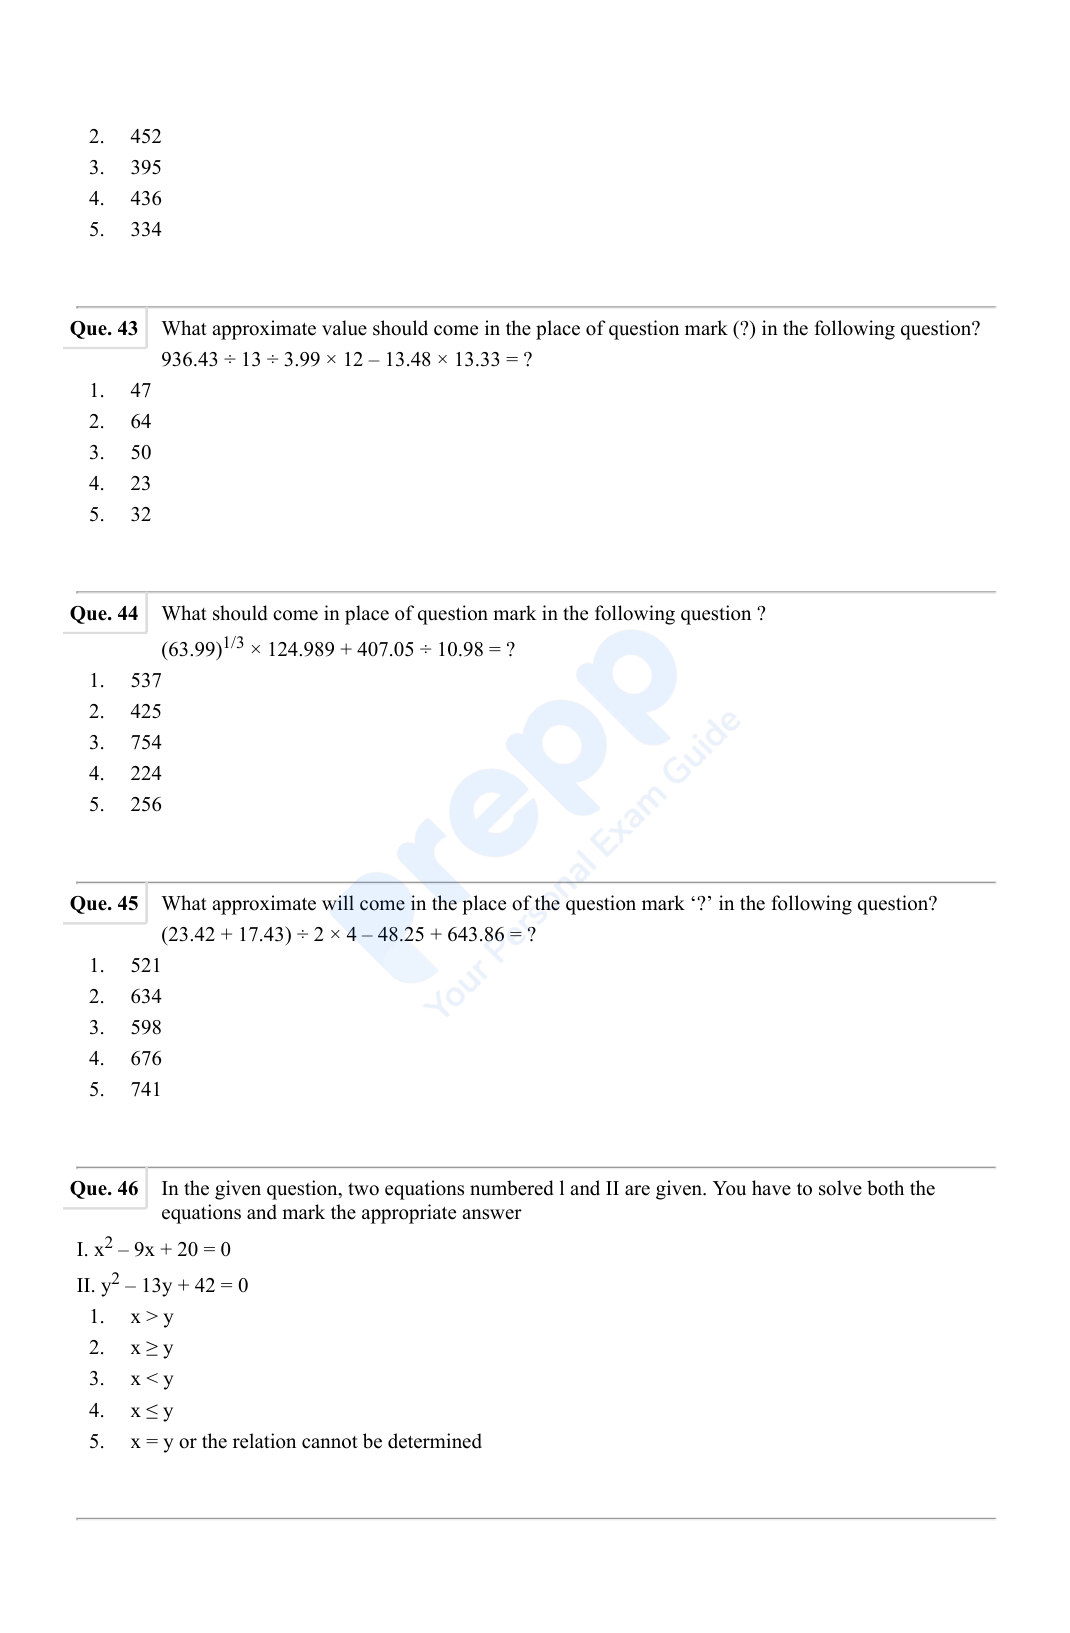 2. 452
3. 395
4. 436
5. 334
Que. 43 What approximate value should come in the place of question mark (?) in the following question?
936.43 ÷ 13 ÷ 3.99 × 12 – 13.48 × 13.33 = ?
1. 47
2. 64
3. 50
4. 23
5. 32
Que. 44 What should come in place of question mark in the following question ?
(63.99)^1/3 × 124.989 + 407.05 ÷ 10.98 = ?
1. 537
2. 425
3. 754
4. 224
5. 256
prepp
Your Personal Exam Guide
Que. 45 What approximate will come in the place of the question mark ‘?’ in the following question?
(23.42 + 17.43) ÷ 2 × 4 – 48.25 + 643.86 = ?
1. 521
2. 634
3. 598
4. 676
5. 741
Que. 46 In the given question, two equations numbered l and II are given. You have to solve both the
equations and mark the appropriate answer
I. x² – 9x + 20 = 0
II. y² – 13y + 42 = 0
1. x > y
2. x ≥ y
3. x < y
4. x ≤ y
5. x = y or the relation cannot be determined